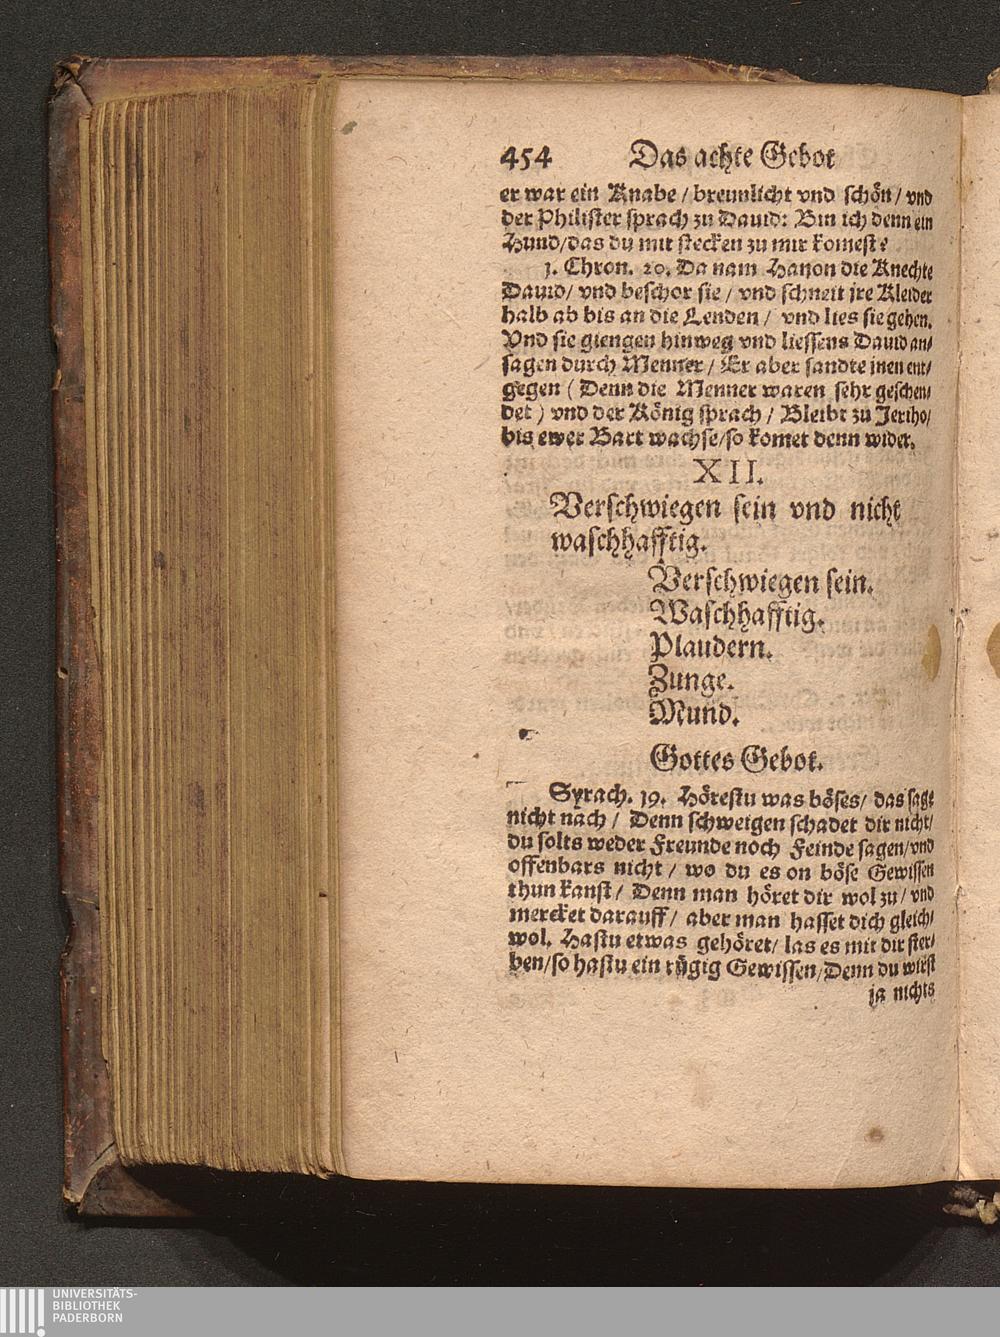 454 Das achte Gebot
er war ein Knabe / breunlicht vnd schön / vnd
der Philister sprach zu Dauid: Bin ich denn ein
Hund / das du mit stecken zu mir komest?
1. Chron. 20. Da nam Hanon die Knechte
Dauid / vnd beschor sie / vnd schneit jre Kleider
halb ab bis an die Lenden / vnd lies sie gehen.
Vnd sie giengen hinweg vnd liessens Dauid an/
sagen durch Menner / Er aber sandte jnen ent/
gegen ( Denn die Menner waren sehr geschen/
det ) vnd der König sprach / Bleibt zu Jeriho /
bis ewer Bart wachse / so komet denn wider.
XII.
Verschwiegen sein vnd nicht
waschhafftig.
Verschwiegen sein.
Waschhafftig.
Plaudern.
Zunge.
Mund.
Gottes Gebot.
Syrach. 19. Hörestu was böses / das sage
nicht nach / Denn schweigen schadet dir nicht /
du solts weder Freunde noch Feinde sagen / vnd
offenbars nicht / wo du es on böse Gewissen
thun kanst / Denn man höret dir wol zu / vnd
mercket darauff / aber man hasset dich gleich/
wol. Hastu etwas gehöret / las es mit dir ster/
ben / so hastu ein rügig Gewissen / Denn du wirst
ja nichts
UNIVERSITÄTS-
BIBLIOTHEK
PADERBORN